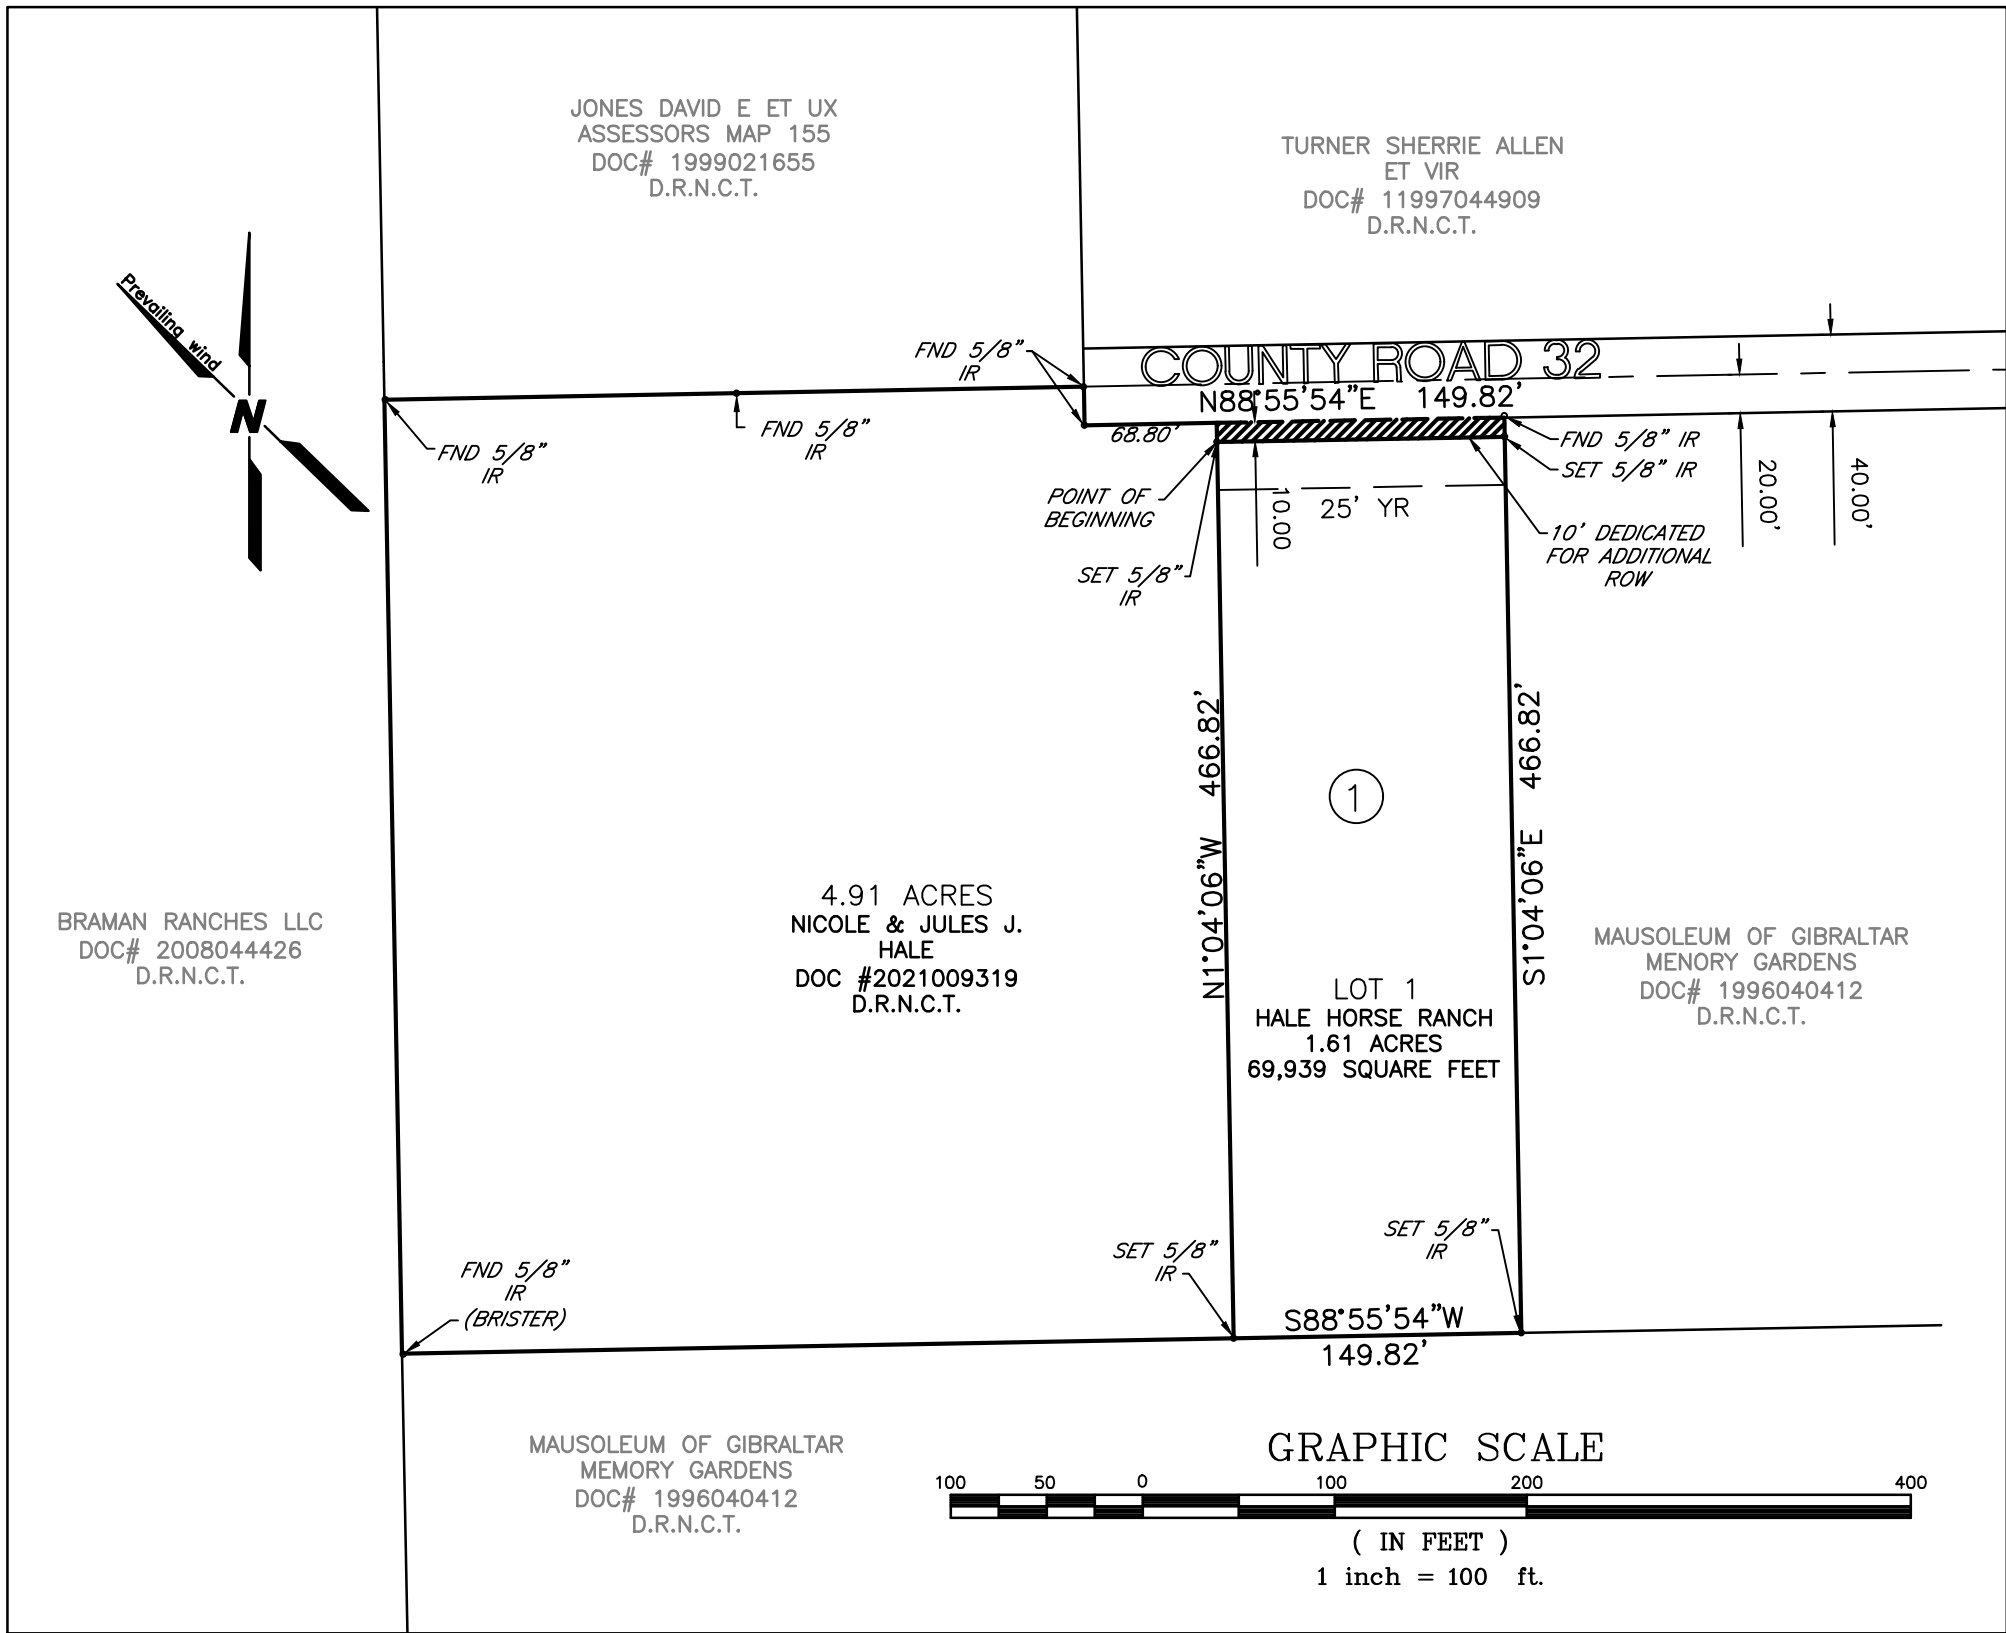 JONES DAVID E ET UX
ASSESSORS MAP 155
DOC# 1999021655
D.R.N.C.T.
TURNER SHERRIE ALLEN
ET VIR
DOC# 11997044909
D.R.N.C.T.
Prevailing wind
N
FND 5/8"
IR
COUNTY ROAD 32
N88°55'54"E 149.82'
68.80'
FND 5/8"
IR
FND 5/8"
IR
FND 5/8" IR
SET 5/8" IR
20.00'
40.00'
POINT OF
BEGINNING
10.00
25' YR
10' DEDICATED
FOR ADDITIONAL
ROW
SET 5/8"
IR
N1°04'06"W 466.82'
S1°04'06"E 466.82'
1
4.91 ACRES
NICOLE & JULES J.
HALE
DOC #2021009319
D.R.N.C.T.
BRAMAN RANCHES LLC
DOC# 2008044426
D.R.N.C.T.
LOT 1
HALE HORSE RANCH
1.61 ACRES
69,939 SQUARE FEET
MAUSOLEUM OF GIBRALTAR
MENORY GARDENS
DOC# 1996040412
D.R.N.C.T.
FND 5/8"
IR
(BRISTER)
SET 5/8"
IR
SET 5/8"
IR
S88°55'54"W
149.82'
MAUSOLEUM OF GIBRALTAR
MEMORY GARDENS
DOC# 1996040412
D.R.N.C.T.
GRAPHIC SCALE
100 50 0 100 200 400
( IN FEET )
1 inch = 100 ft.